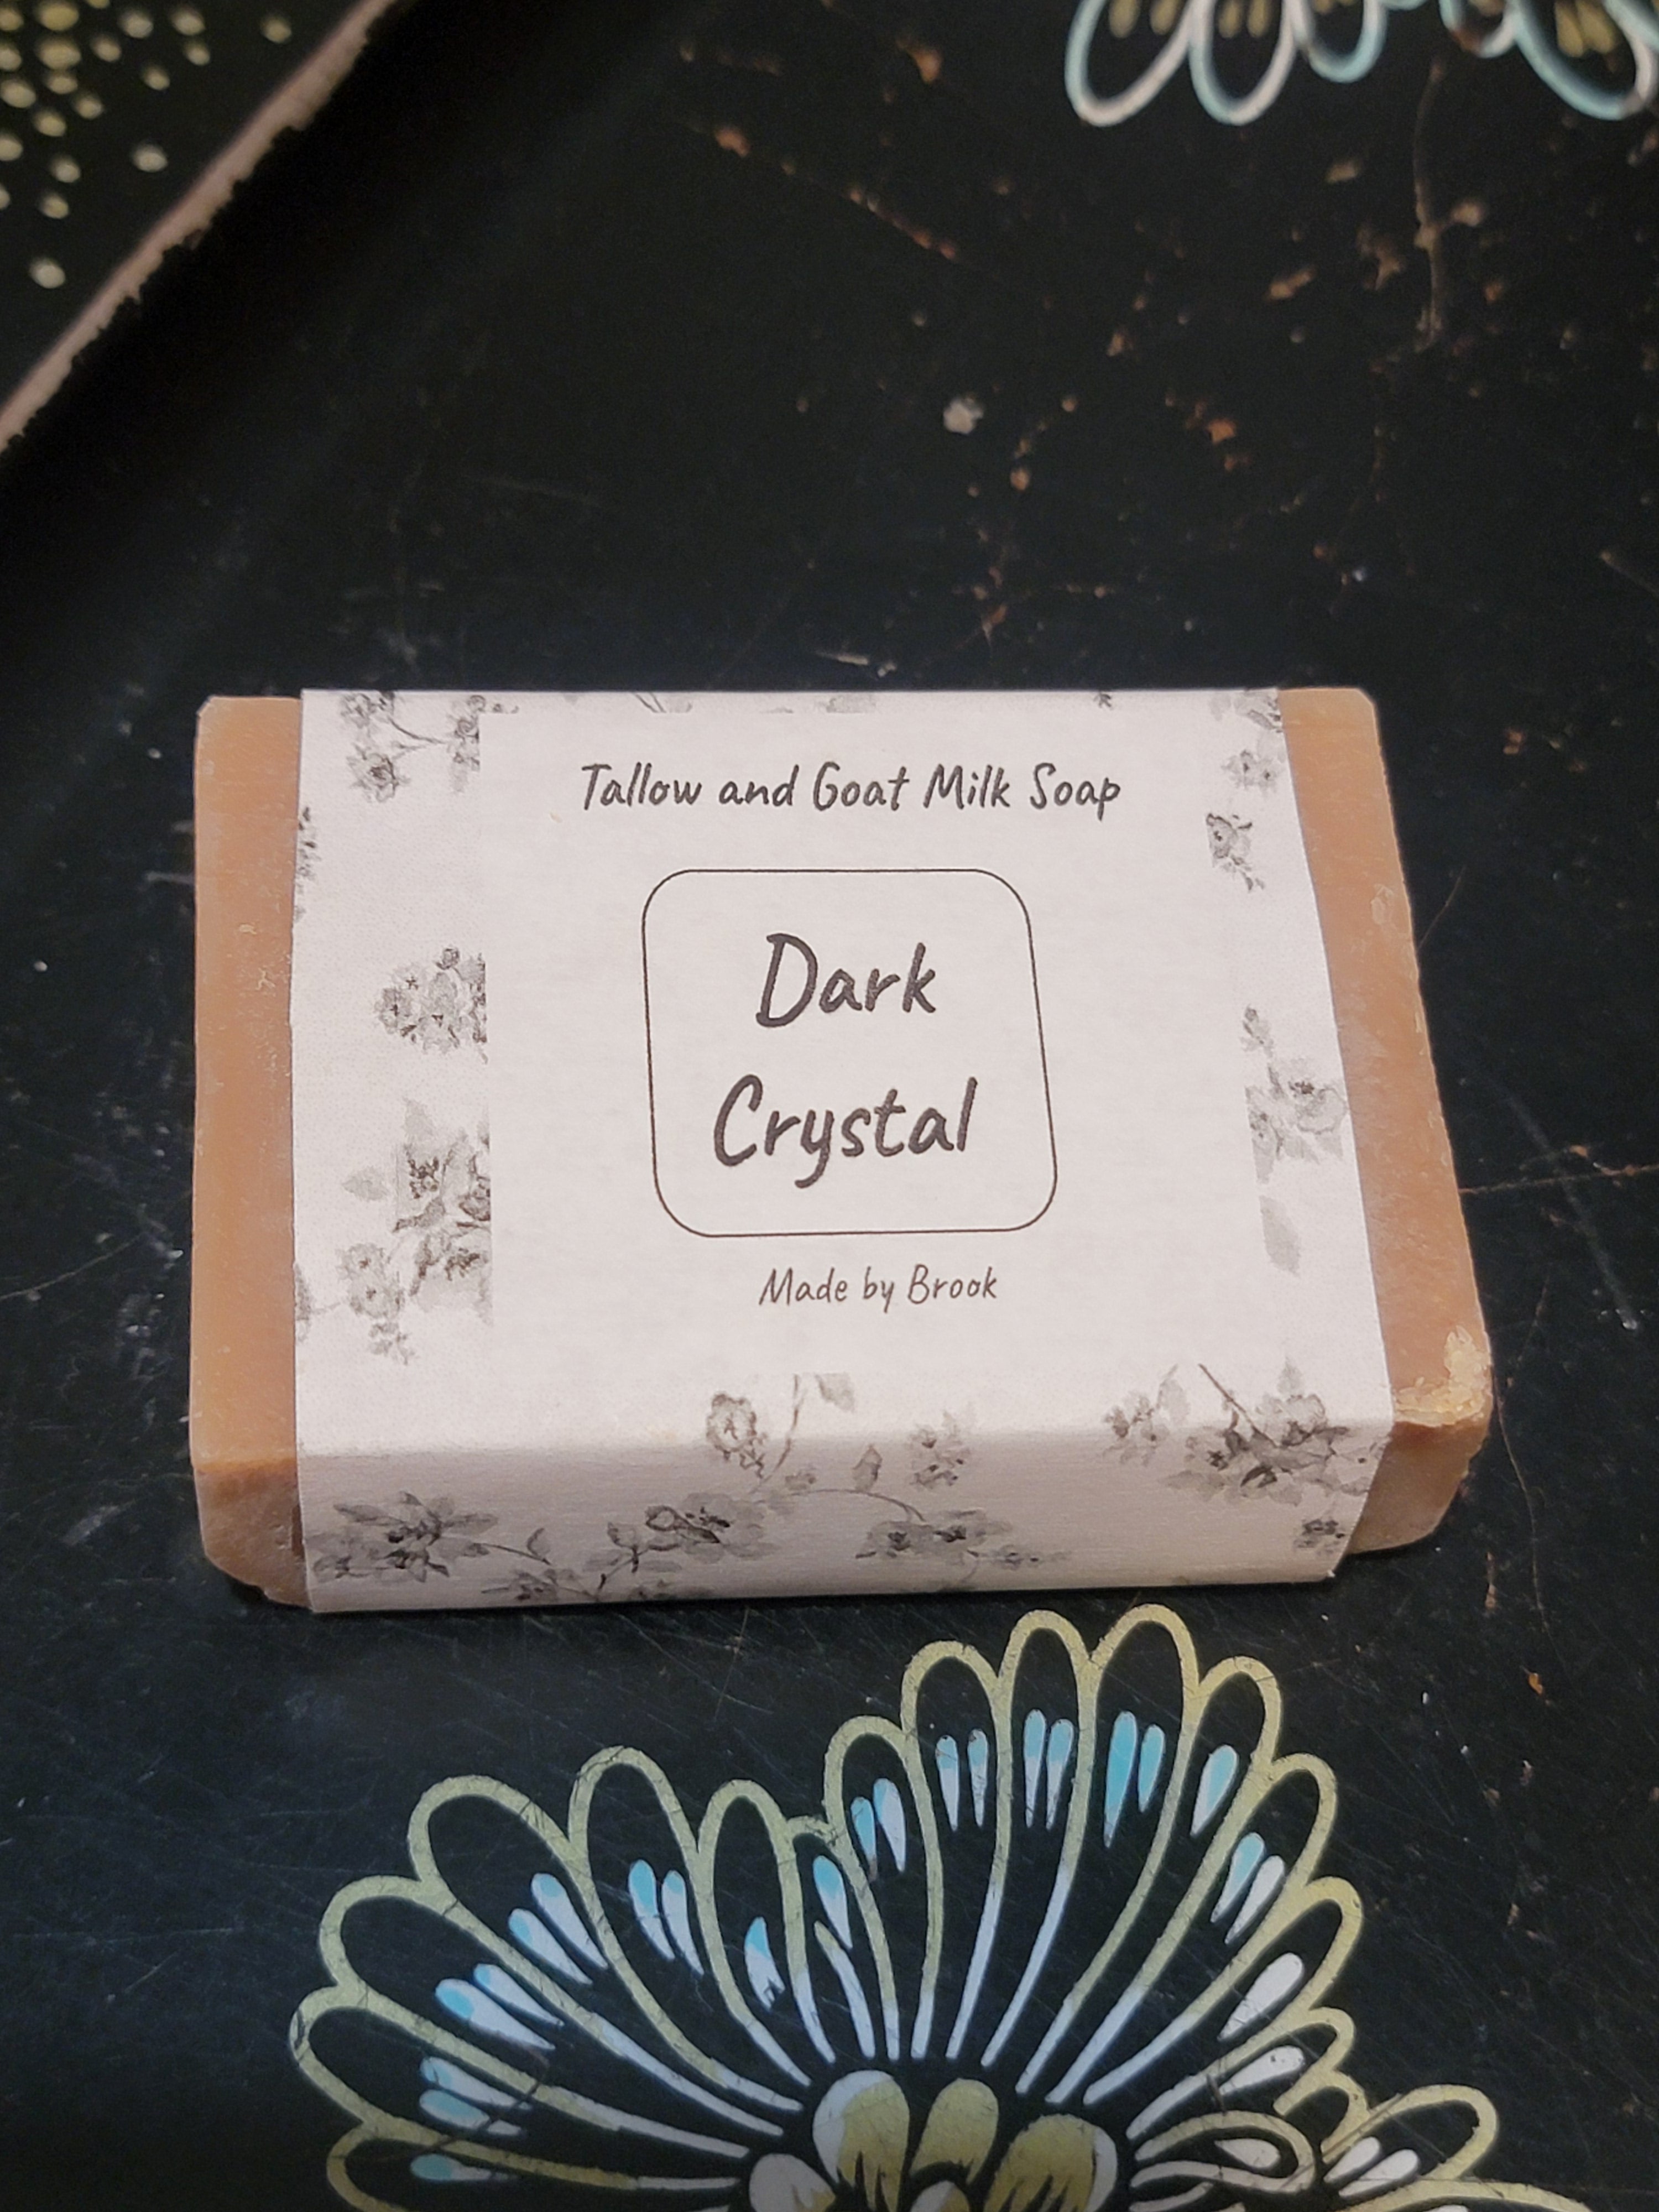 Tallow and Goat Milk Soap
Dark
Crystal
Made by Brook